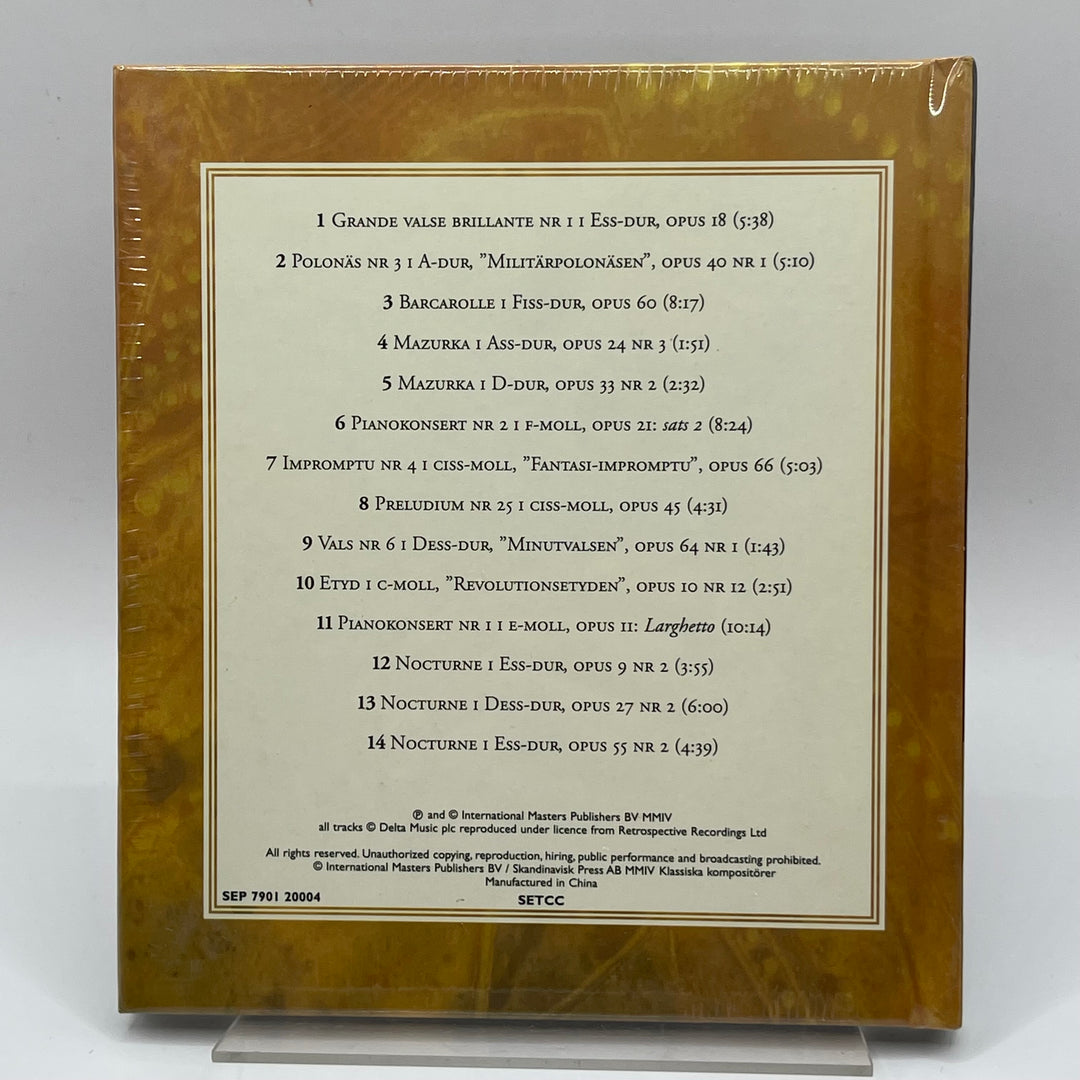 1 Grande valse brillante nr 1 i Ess-dur, opus 18 (5:38)
2 Polonäs nr 3 i A-dur, ”Militärpolonäsen”, opus 40 nr 1 (5:10)
3 Barcarolle i Fiss-dur, opus 60 (8:17)
4 Mazurka i Ass-dur, opus 24 nr 3 (1:51)
5 Mazurka i D-dur, opus 33 nr 2 (2:32)
6 Pianokonsert nr 2 i f-moll, opus 21: sats 2 (8:24)
7 Impromptu nr 4 i ciss-moll, ”Fantasi-impromptu”, opus 66 (5:03)
8 Preludium nr 25 i ciss-moll, opus 45 (4:31)
9 Vals nr 6 i Dess-dur, ”Minutvalsen”, opus 64 nr 1 (1:43)
10 Etyd i c-moll, ”Revolutionsetyden”, opus 10 nr 12 (2:51)
11 Pianokonsert nr 1 i e-moll, opus 11: Larghetto (10:14)
12 Nocturne i Ess-dur, opus 9 nr 2 (3:55)
13 Nocturne i Dess-dur, opus 27 nr 2 (6:00)
14 Nocturne i Ess-dur, opus 55 nr 2 (4:39)
℗ and © International Masters Publishers BV MMIV
all tracks © Delta Music plc reproduced under licence from Retrospective Recordings Ltd
All rights reserved. Unauthorized copying, reproduction, hiring, public performance and broadcasting prohibited.
© International Masters Publishers BV / Skandinavisk Press AB MMIV Klassiska kompositörer
Manufactured in China
SEP 7901 20004
SETCC